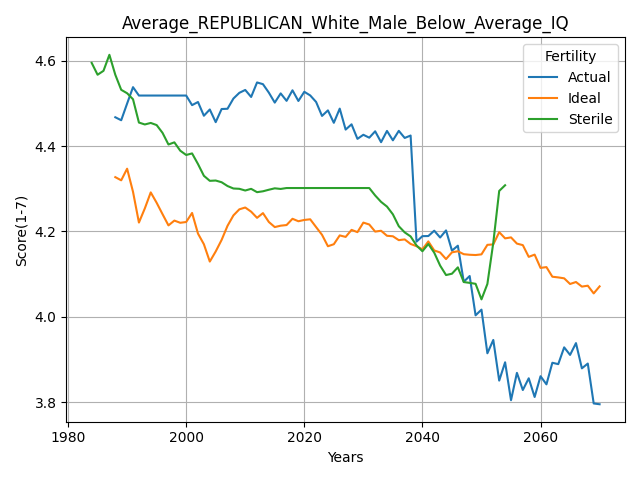 Average_REPUBLICAN_White_Male_Below_Average_IQ
Fertility
Actual
Ideal
Sterile
Score(1-7)
4.6
4.4
4.2
4.0
3.8
1980
2000
2020
2040
2060
Years